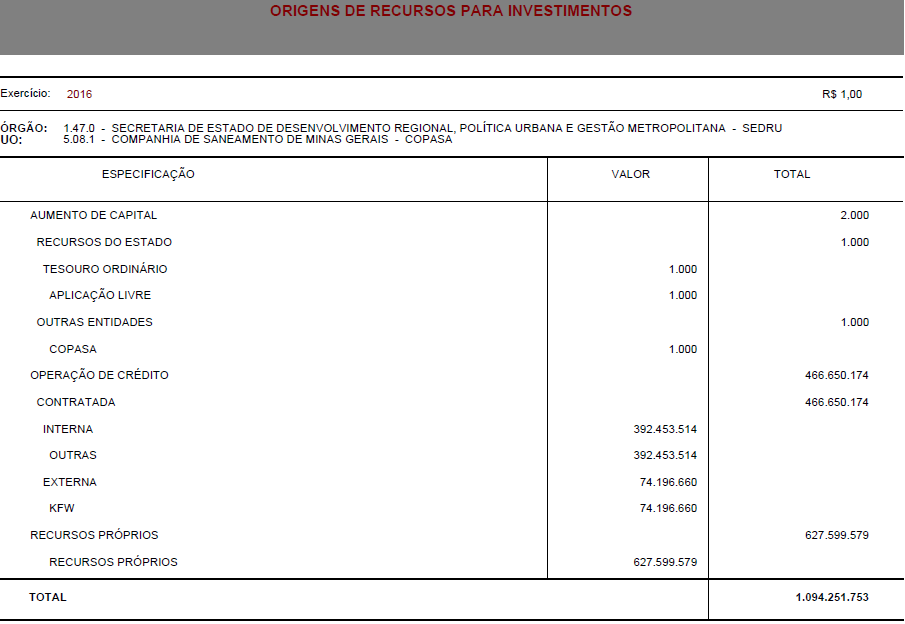 ORIGENS DE RECURSOS PARA INVESTIMENTOS
Exercício: 2016 R$ 1,00
ÓRGÃO: 1.47.0 - SECRETARIA DE ESTADO DE DESENVOLVIMENTO REGIONAL, POLÍTICA URBANA E GESTÃO METROPOLITANA - SEDRU
UO: 5.08.1 - COMPANHIA DE SANEAMENTO DE MINAS GERAIS - COPASA
ESPECIFICAÇÃO VALOR TOTAL
AUMENTO DE CAPITAL 2.000
RECURSOS DO ESTADO 1.000
TESOURO ORDINÁRIO 1.000
APLICAÇÃO LIVRE 1.000
OUTRAS ENTIDADES 1.000
COPASA 1.000
OPERAÇÃO DE CRÉDITO 466.650.174
CONTRATADA 466.650.174
INTERNA 392.453.514
OUTRAS 392.453.514
EXTERNA 74.196.660
KFW 74.196.660
RECURSOS PRÓPRIOS 627.599.579
RECURSOS PRÓPRIOS 627.599.579
TOTAL 1.094.251.753